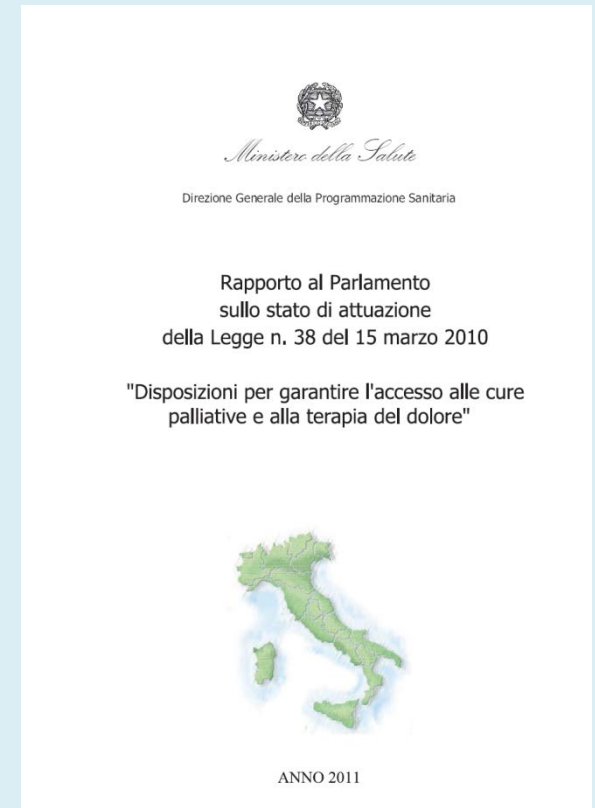 Ministero della Salute
Direzione Generale della Programmazione Sanitaria
Rapporto al Parlamento
sullo stato di attuazione
della Legge n. 38 del 15 marzo 2010
"Disposizioni per garantire l'accesso alle cure
palliative e alla terapia del dolore"
ANNO 2011